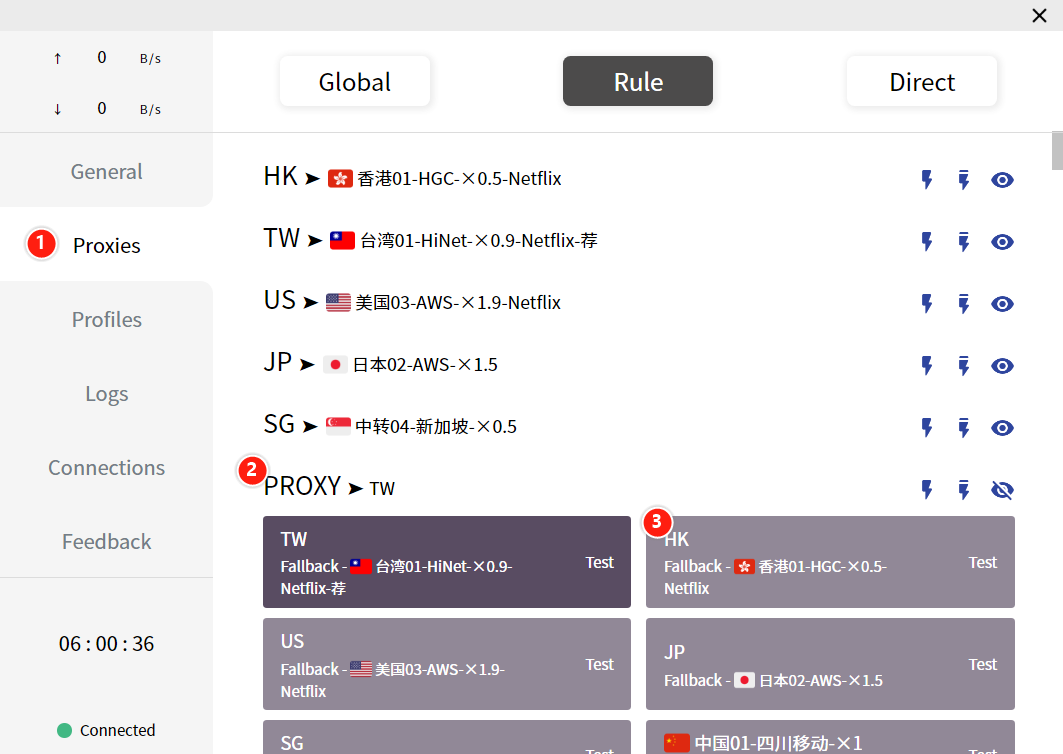 ↑ 0 B/s
↓ 0 B/s
Global Rule Direct
General
1 Proxies
Profiles
Logs
Connections
Feedback
06 : 00 : 36
Connected
HK ➤ 香港01-HGC-×0.5-Netflix
TW ➤ 台湾01-HiNet-×0.9-Netflix-荐
US ➤ 美国03-AWS-×1.9-Netflix
JP ➤ 日本02-AWS-×1.5
SG ➤ 中转04-新加坡-×0.5
2 PROXY ➤ TW
TW
Fallback - 台湾01-HiNet-×0.9-
Netflix-荐
Test
3 HK
Fallback - 香港01-HGC-×0.5-
Netflix
Test
US
Fallback - 美国03-AWS-×1.9-
Netflix
Test
JP
Fallback - 日本02-AWS-×1.5
Test
SG
Test
中国01-四川移动-×1
Test